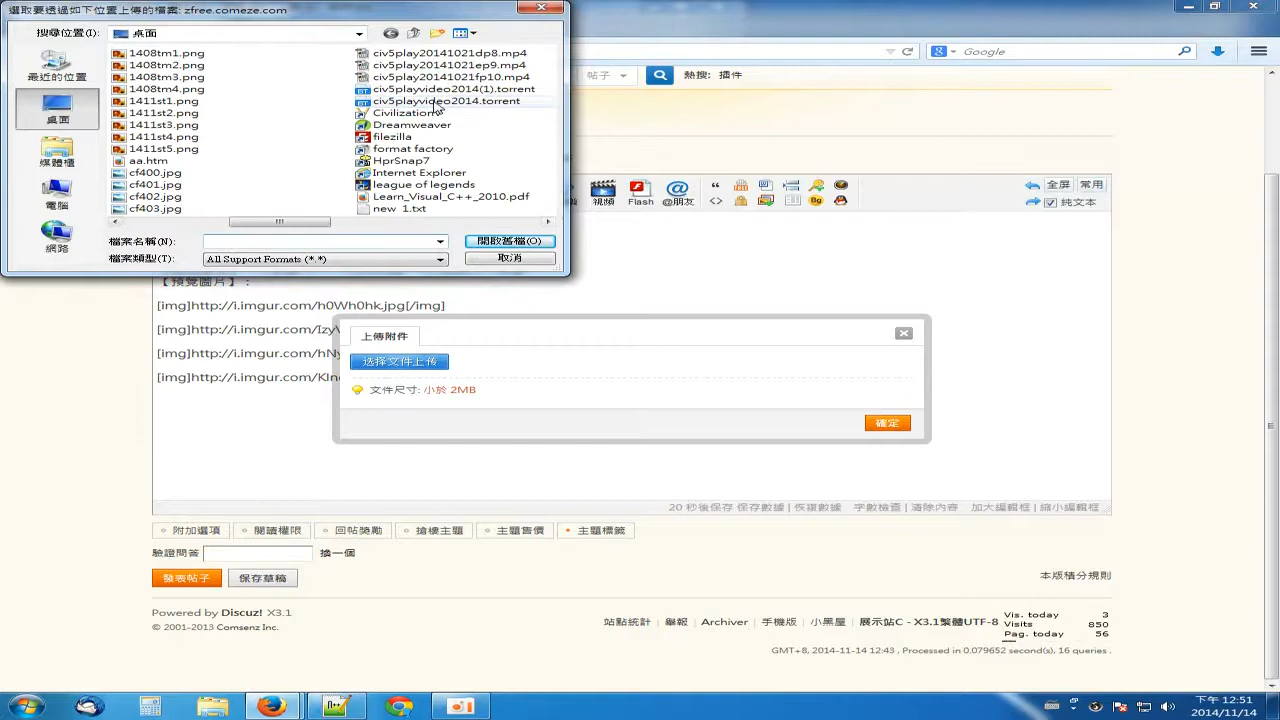 選取要透過如下位置上傳的檔案: zfree.comeze.com
搜尋位置(I):
桌面
最近的位置
桌面
媒體櫃
電腦
網路
1408tm1.png
1408tm2.png
1408tm3.png
1408tm4.png
1411st1.png
1411st2.png
1411st3.png
1411st4.png
1411st5.png
aa.htm
cf400.jpg
cf401.jpg
cf402.jpg
cf403.jpg
civ5play20141021dp8.mp4
civ5play20141021ep9.mp4
civ5play20141021fp10.mp4
civ5playvideo2014(1).torrent
civ5playvideo2014.torrent
Civilization
Dreamweaver
filezilla
format factory
HprSnap7
Internet Explorer
league of legends
Learn_Visual_C++_2010.pdf
new 1.txt
檔案名稱(N):
開啟舊檔(O)
檔案類型(T):
All Support Formats (*.*)
取消
Google
帖子
熱搜: 插件
視頻
Flash
@朋友
Bg
全屏
常用
純文本
【預覽圖片】：
[img]http://i.imgur.com/h0Wh0hk.jpg[/img]
[img]http://i.imgur.com/
[img]http://i.imgur.com/
[img]http://i.imgur.com/
上傳附件
选择文件上传
文件尺寸: 小於 2MB
確定
20 秒後保存 保存數據 | 恢複數據 字數檢查 | 清除內容 加大編輯框 | 縮小編輯框
附加選項
閱讀權限
回帖獎勵
搶樓主題
主題售價
主題標籤
驗證問答
換一個
發表帖子
保存草稿
本版積分規則
Powered by Discuz! X3.1
© 2001-2013 Comsenz Inc.
站點統計 | 舉報 | Archiver | 手機版 | 小黑屋 | 展示站C - X3.1繁體UTF-8
Vis. today 3
Visits 850
Pag. today 56
GMT+8, 2014-11-14 12:43 , Processed in 0.079652 second(s), 16 queries .
下午 12:51
2014/11/14